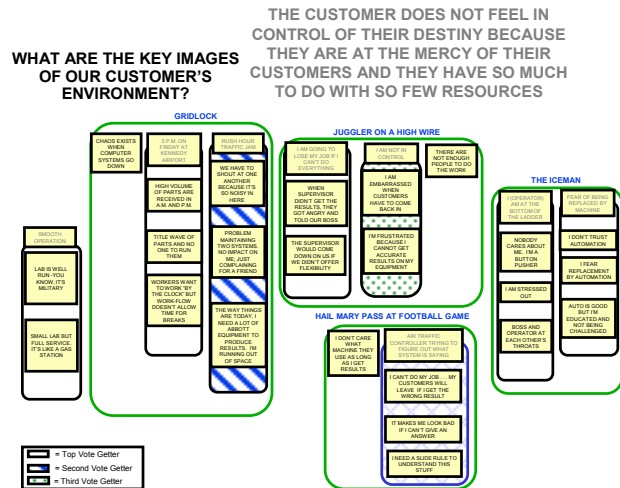 THE CUSTOMER DOES NOT FEEL IN
CONTROL OF THEIR DESTINY BECAUSE
THEY ARE AT THE MERCY OF THEIR
CUSTOMERS AND THEY HAVE SO MUCH
TO DO WITH SO FEW RESOURCES
WHAT ARE THE KEY IMAGES
OF OUR CUSTOMER'S
ENVIRONMENT?
SMOOTH
OPERATION
LAB IS WELL
RUN -YOU
KNOW, IT'S
MILITARY
SMALL LAB BUT
FULL SERVICE.
IT'S LIKE A GAS
STATION
GRIDLOCK
CHAOS EXISTS
WHEN
COMPUTER
SYSTEMS GO
DOWN
5 P.M. ON
FRIDAY AT
KENNEDY
AIRPORT
HIGH VOLUME
OF PARTS ARE
RECEIVED IN
A.M. AND P.M.
TITLE WAVE OF
PARTS AND NO
ONE TO RUN
THEM
WORKERS WANT
TO WORK "BY
THE CLOCK" BUT
WORK-FLOW
DOESN'T ALLOW
TIME FOR
BREAKS
RUSH HOUR
TRAFFIC JAM
WE HAVE TO
SHOUT AT ONE
ANOTHER
BECAUSE IT'S
SO NOISY IN
HERE
PROBLEM
MAINTAINING
TWO SYSTEMS.
NO IMPACT ON
ME; JUST
COMPLAINING
FOR A FRIEND
THE WAY THINGS
ARE TODAY, I
NEED A LOT OF
ABBOTT
EQUIPMENT TO
PRODUCE
RESULTS. I'M
RUNNING OUT
OF SPACE
JUGGLER ON A HIGH WIRE
I AM GOING TO
LOSE MY JOB IF I
CAN'T DO
EVERYTHING
WHEN
SUPERVISOR
DIDN'T GET THE
RESULTS, THEY
GOT ANGRY AND
TOLD OUR BOSS
THE SUPERVISOR
WOULD COME
DOWN ON US IF
WE DIDN'T OFFER
FLEXIBILITY
I AM NOT IN
CONTROL
I AM
EMBARRASSED
WHEN
CUSTOMERS
HAVE TO COME
BACK IN
I'M FRUSTRATED
BECAUSE I
CANNOT GET
ACCURATE
RESULTS ON MY
EQUIPMENT
THERE ARE
NOT ENOUGH
PEOPLE TO DO
THE WORK
THE ICEMAN
I (OPERATOR)
AM AT THE
BOTTOM OF
THE LADDER
NOBODY
CARES ABOUT
ME. I'M A
BUTTON
PUSHER
I AM STRESSED
OUT
BOSS AND
OPERATOR AT
EACH OTHER'S
THROATS
FEAR OF BEING
REPLACED BY
MACHINE
I DON'T TRUST
AUTOMATION
I FEAR
REPLACEMENT
BY AUTOMATION
AUTO IS GOOD
BUT I'M
EDUCATED AND
NOT BEING
CHALLENGED
HAIL MARY PASS AT FOOTBALL GAME
I DON'T CARE
WHAT
MACHINE THEY
USE AS LONG
AS I GET
RESULTS
AIR TRAFFIC
CONTROLLER TRYING TO
FIGURE OUT WHAT
SYSTEM IS SAYING
I CAN'T DO MY JOB . . . MY
CUSTOMERS WILL
LEAVE IF I GET THE
WRONG RESULT
IT MAKES ME LOOK BAD
IF I CAN'T GIVE AN
ANSWER
I NEED A SLIDE RULE TO
UNDERSTAND THIS
STUFF
= Top Vote Getter
= Second Vote Getter
= Third Vote Getter